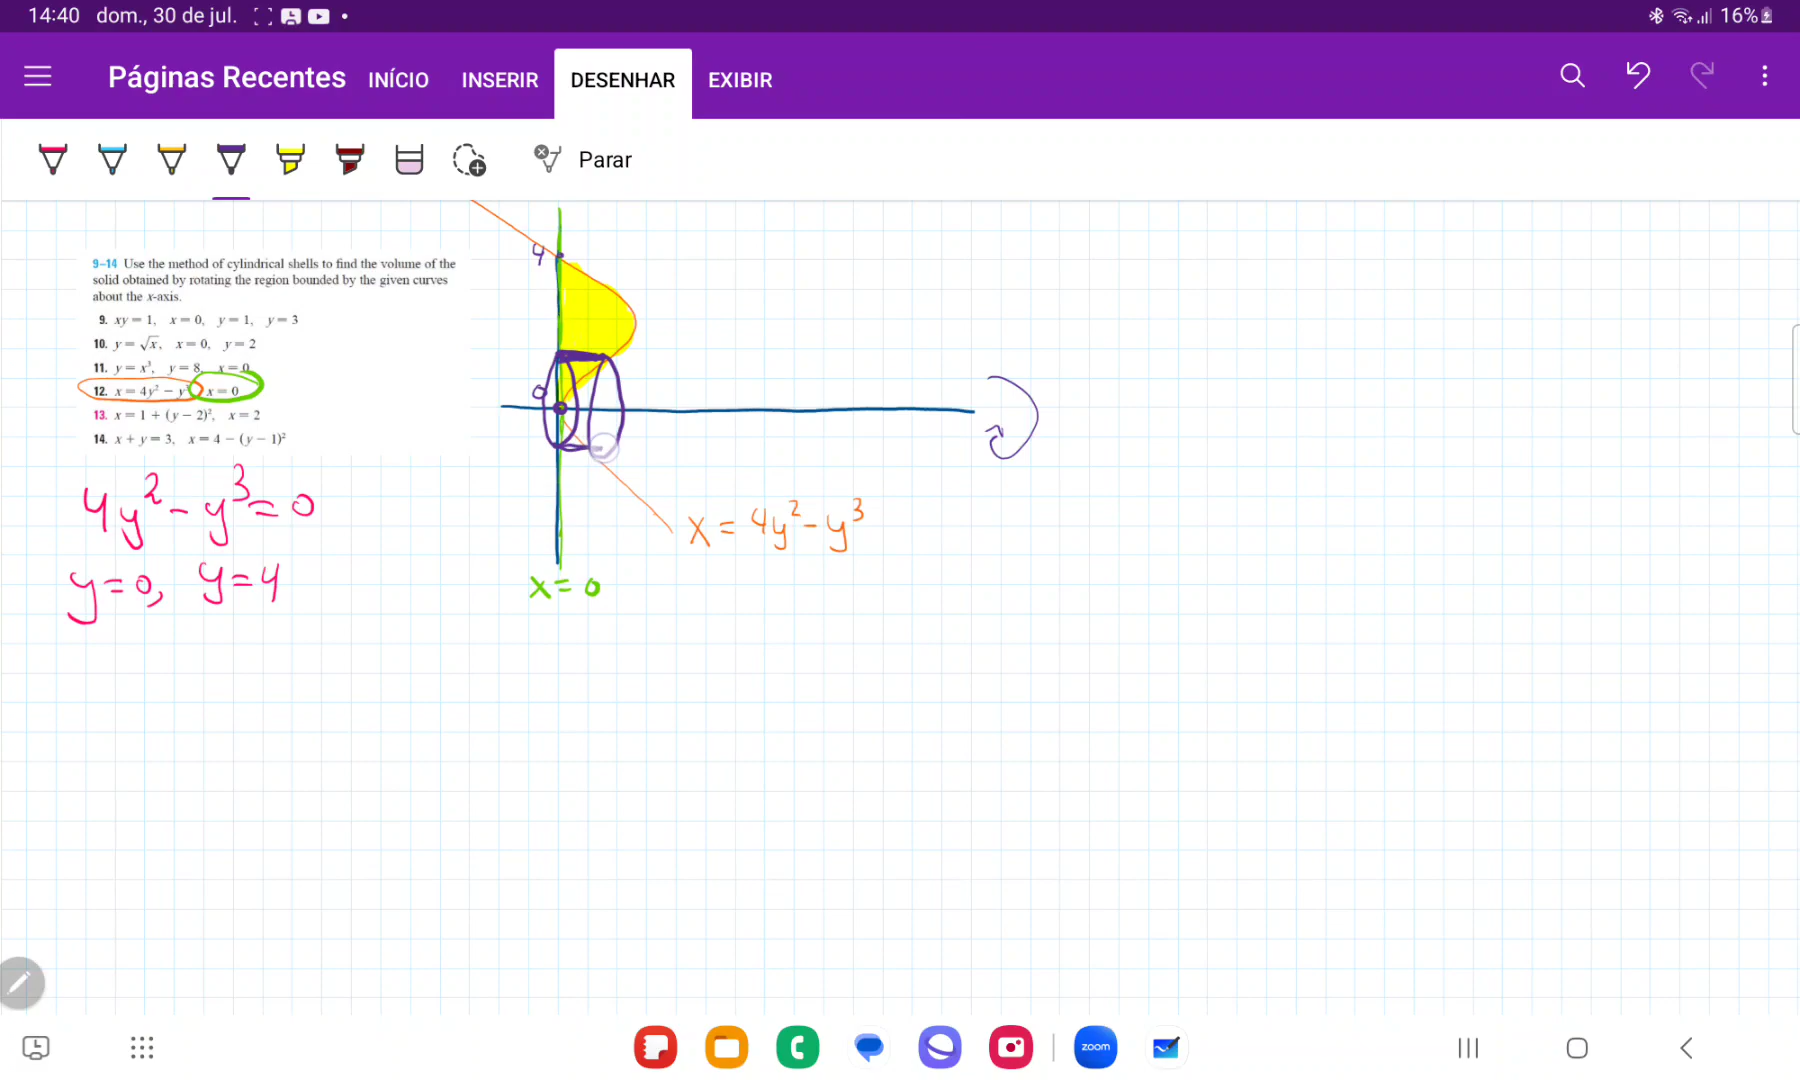 14:40 dom., 30 de jul.
16%
Páginas Recentes INÍCIO INSERIR DESENHAR EXIBIR
Parar
9–14 Use the method of cylindrical shells to find the volume of the
solid obtained by rotating the region bounded by the given curves
about the x-axis.
9. xy = 1, x = 0, y = 1, y = 3
10. y = √x, x = 0, y = 2
11. y = x³, y = 8, x = 0
12. x = 4y² − y³ x = 0
13. x = 1 + (y − 2)², x = 2
14. x + y = 3, x = 4 − (y − 1)²
4y² − y³ = 0
y = 0, y = 4
4
0
x = 4y² − y³
x = 0
zoom